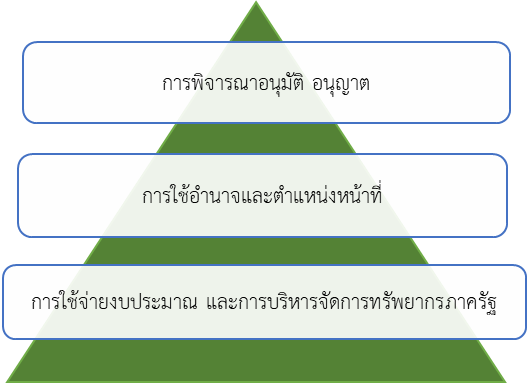 การพิจารณาอนุมัติ อนุญาต
การใช้อำนาจและตำแหน่งหน้าที่
การใช้จ่ายงบประมาณ และการบริหารจัดการทรัพยากรภาครัฐ